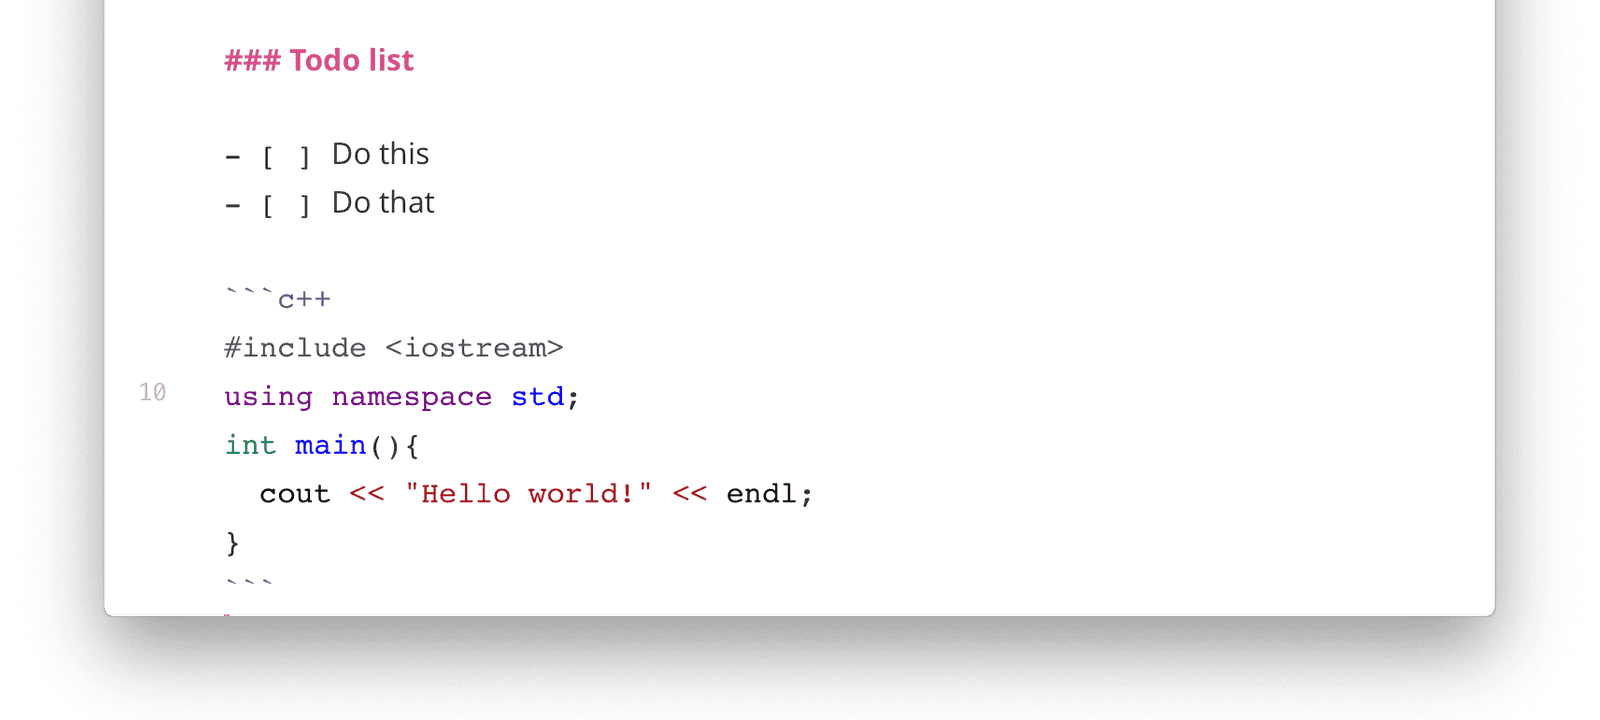 ### Todo list
- [ ] Do this
- [ ] Do that
```c++
#include <iostream>
10 using namespace std;
int main(){
  cout << "Hello world!" << endl;
}
```